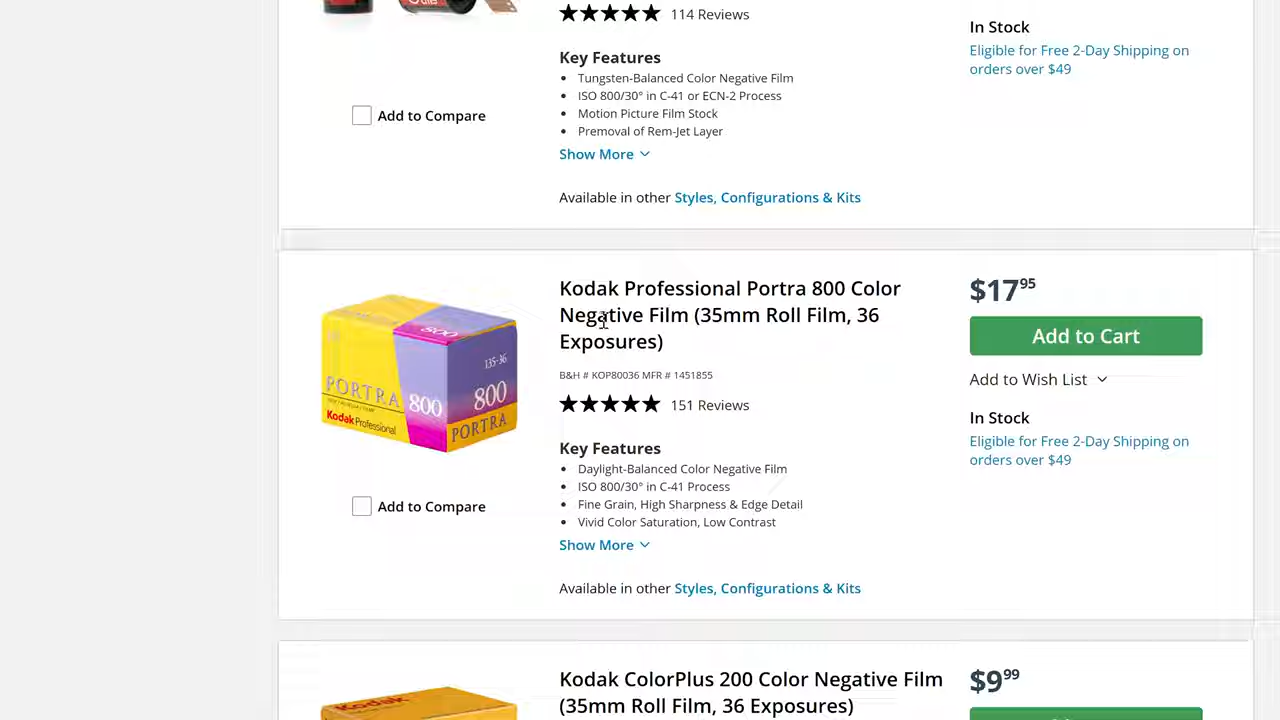 114 Reviews
In Stock
Eligible for Free 2-Day Shipping on
orders over $49
Key Features
Tungsten-Balanced Color Negative Film
ISO 800/30° in C-41 or ECN-2 Process
Motion Picture Film Stock
Premoval of Rem-Jet Layer
Add to Compare
Show More
Available in other Styles, Configurations & Kits
Kodak Professional Portra 800 Color
Negative Film (35mm Roll Film, 36
Exposures)
$17 95
Add to Cart
Add to Wish List
B&H # KOP80036 MFR # 1451855
151 Reviews
In Stock
Eligible for Free 2-Day Shipping on
orders over $49
800
135-36
PORTRA
800
800
Kodak Professional
PORTRA
Key Features
Daylight-Balanced Color Negative Film
ISO 800/30° in C-41 Process
Fine Grain, High Sharpness & Edge Detail
Vivid Color Saturation, Low Contrast
Add to Compare
Show More
Available in other Styles, Configurations & Kits
Kodak
Kodak ColorPlus 200 Color Negative Film
(35mm Roll Film, 36 Exposures)
$9 99